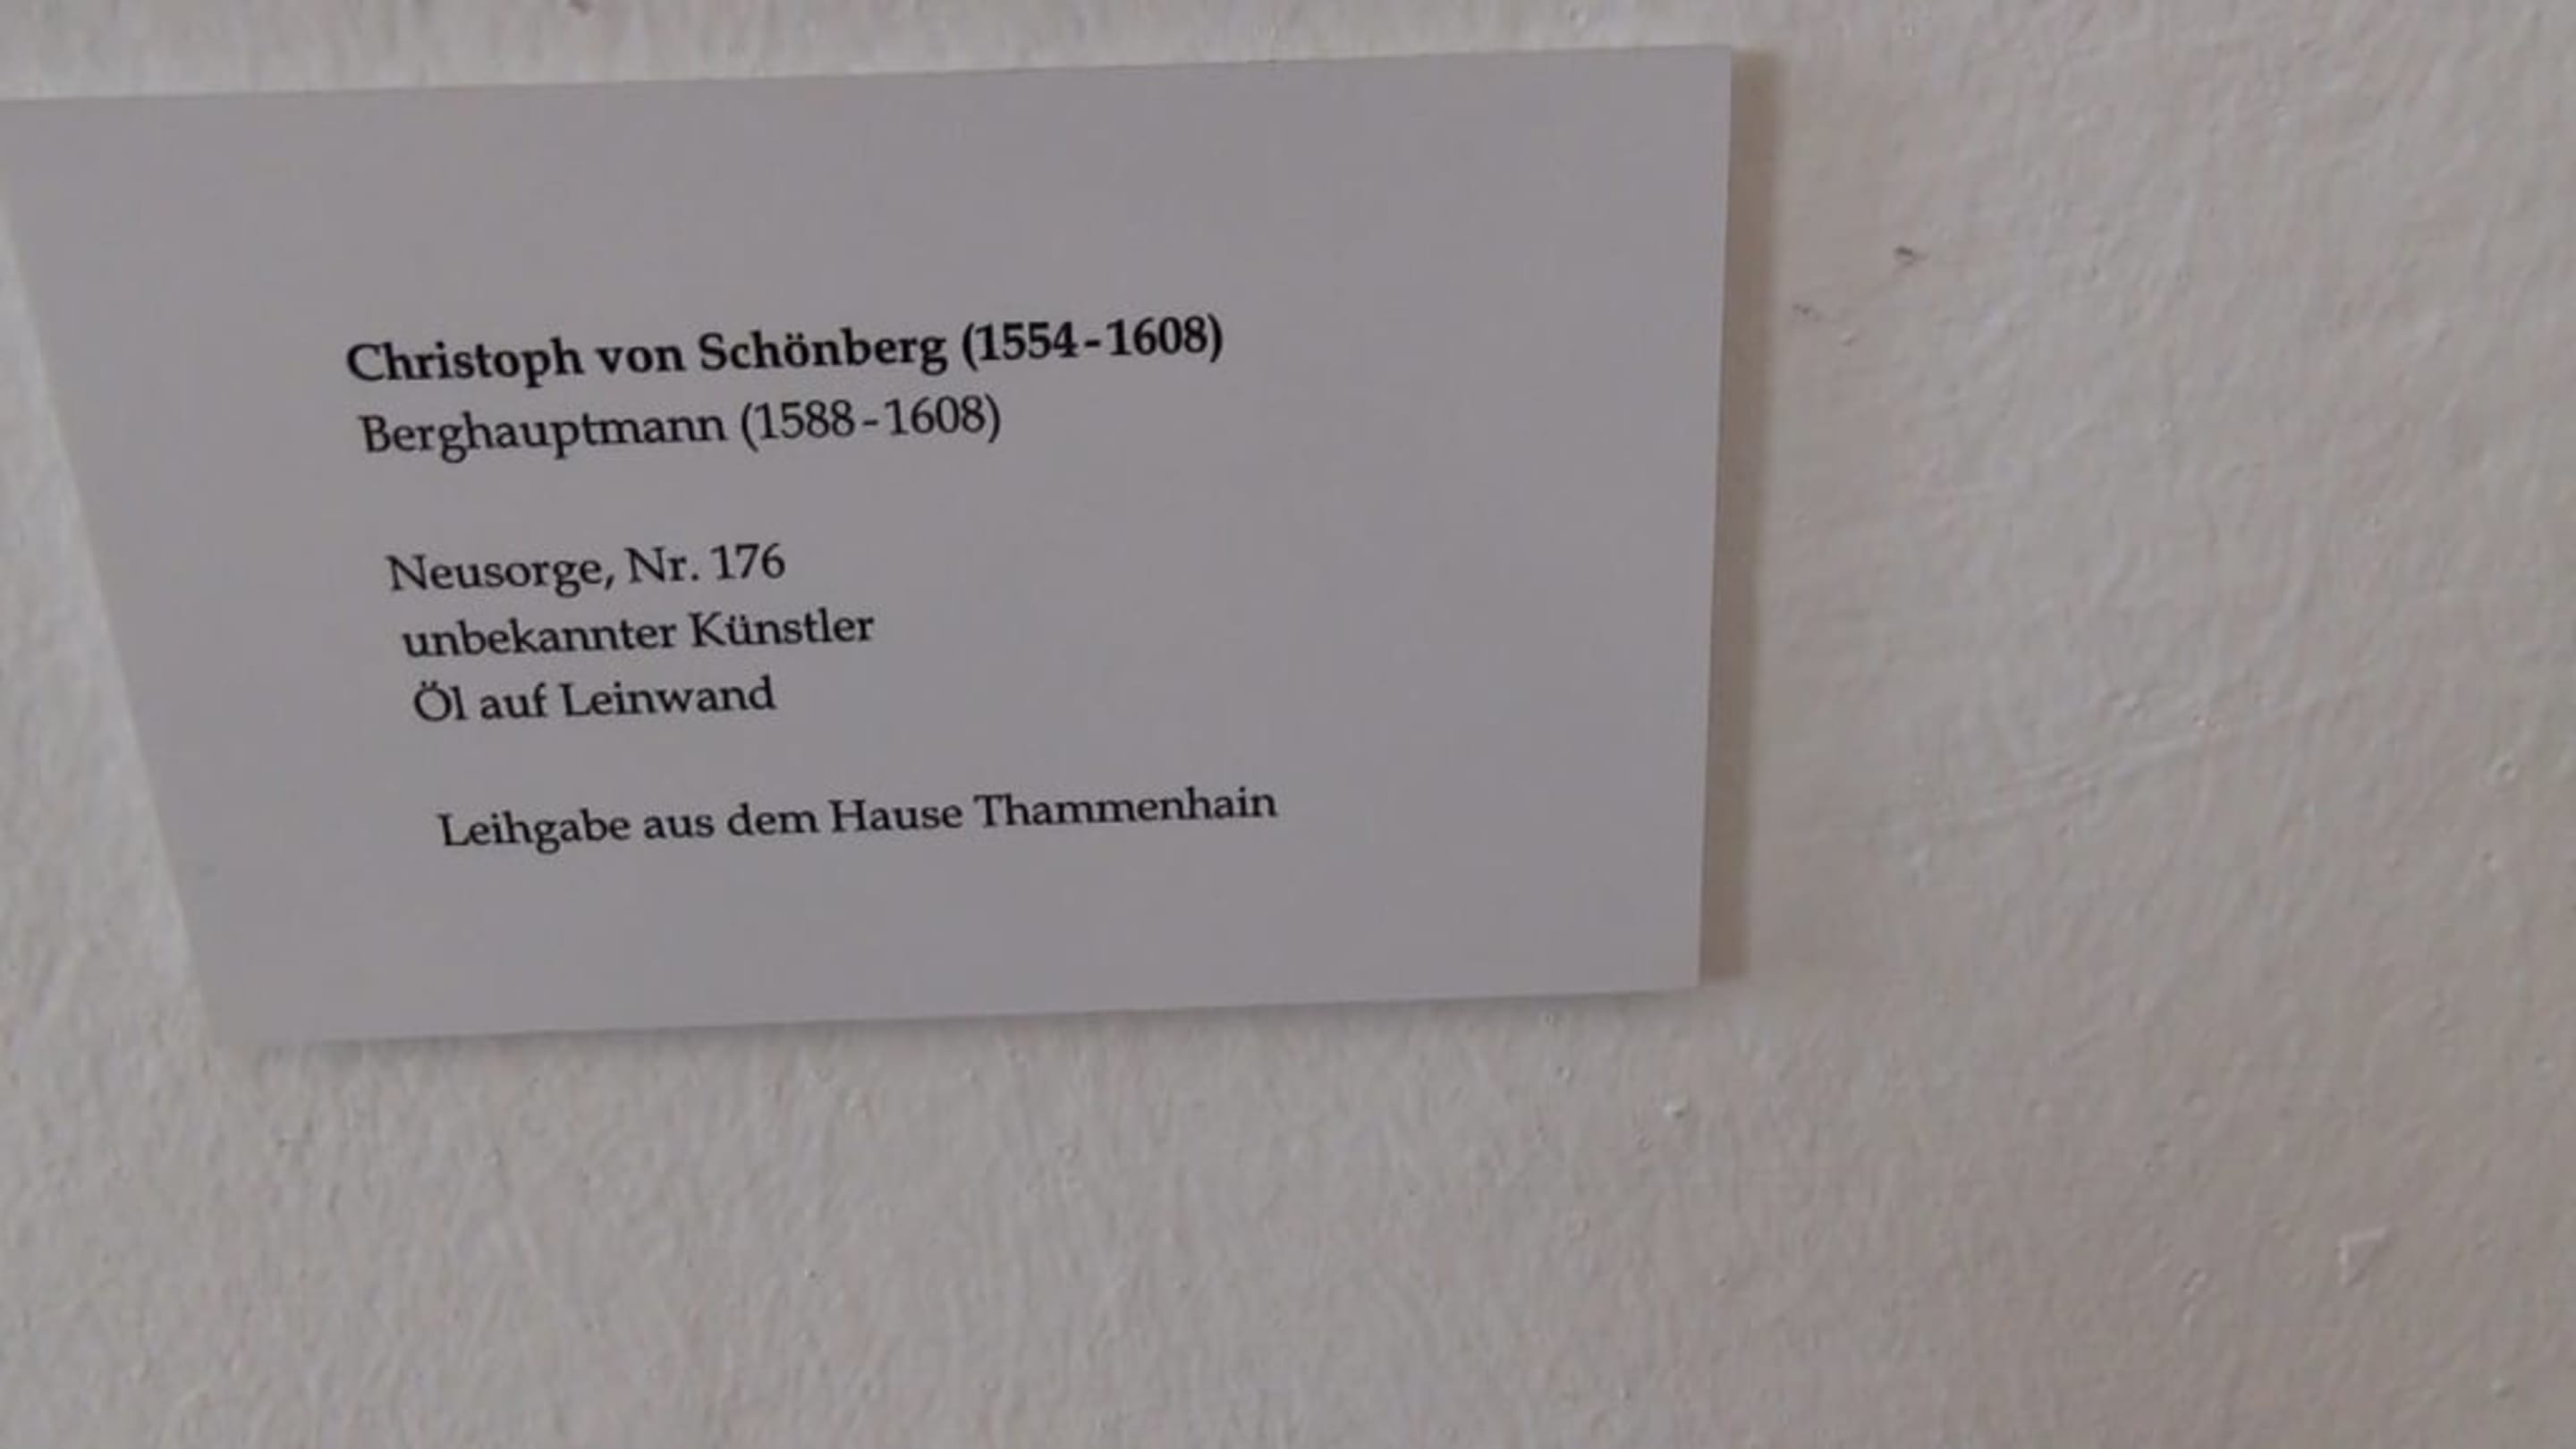 Christoph von Schönberg (1554-1608)
Berghauptmann (1588-1608)
Neusorge, Nr. 176
unbekannter Künstler
Öl auf Leinwand
Leihgabe aus dem Hause Thammenhain